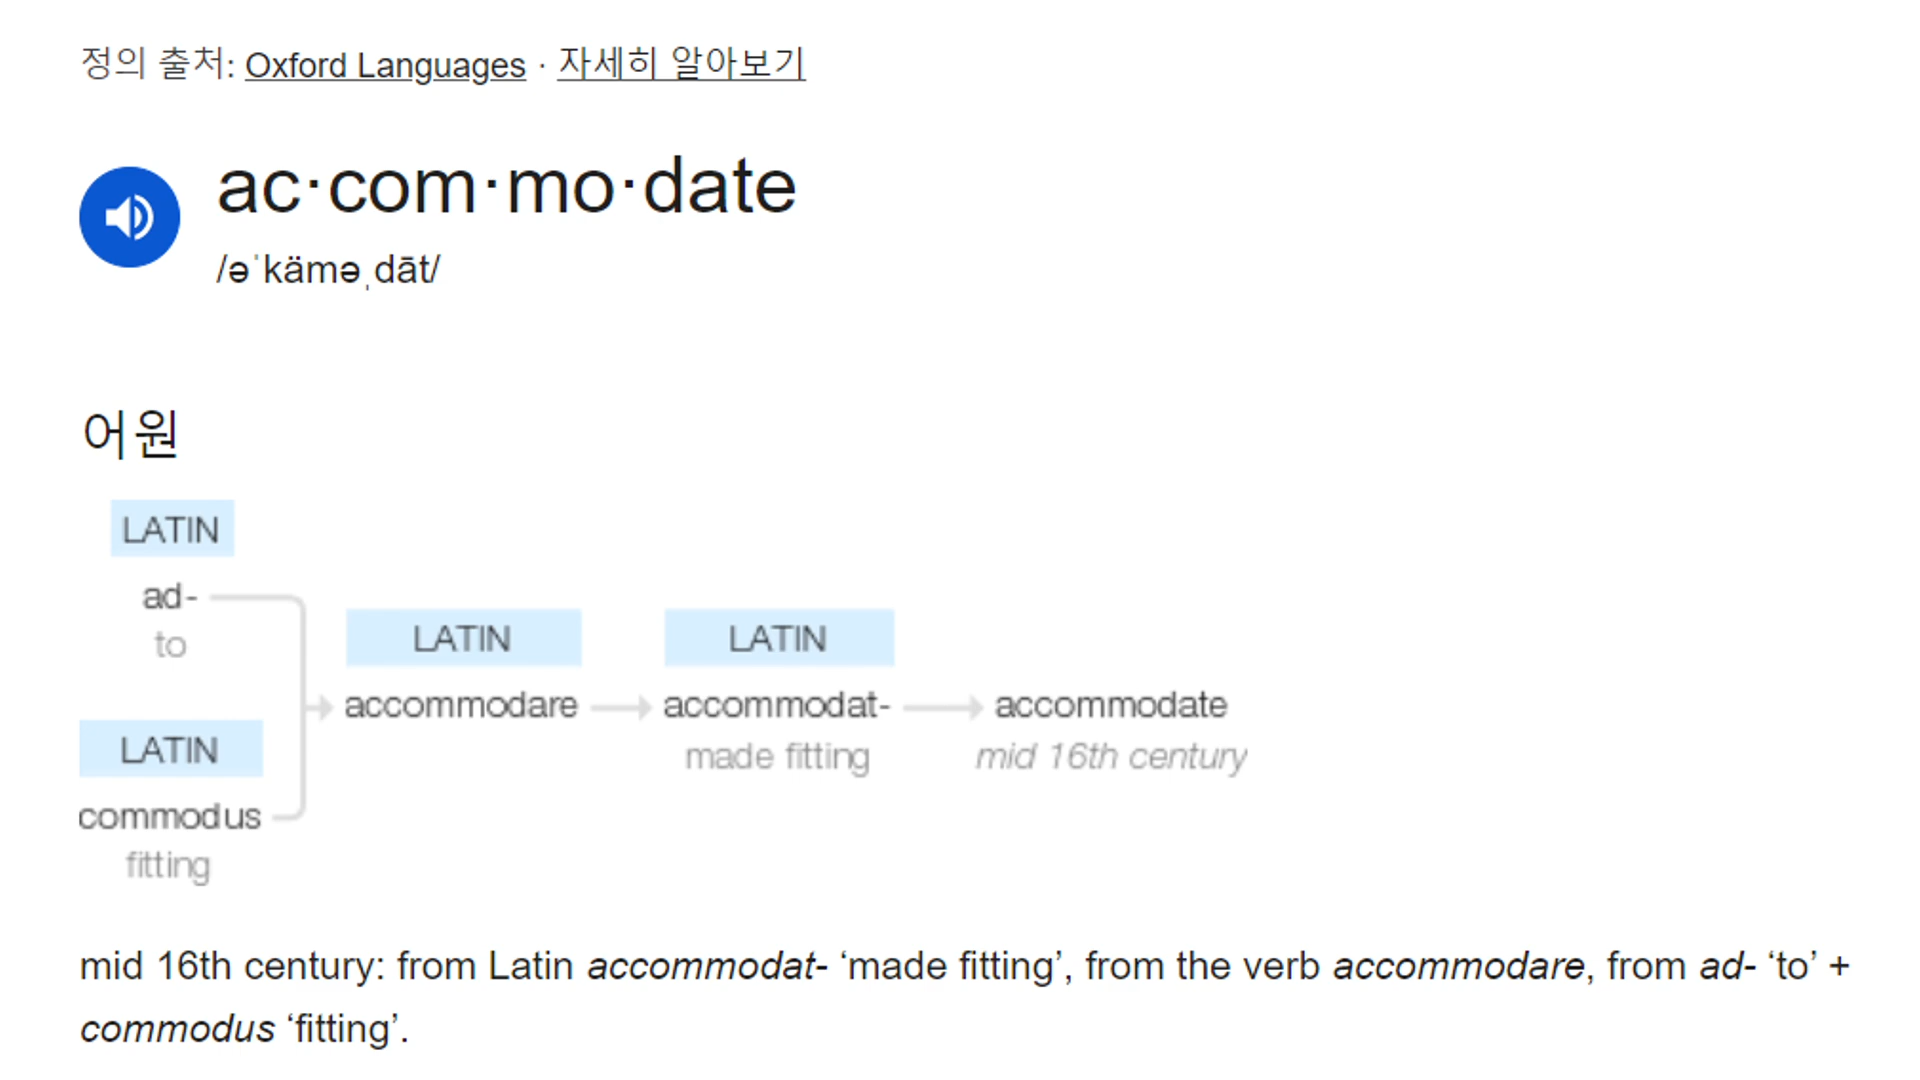 정의 출처: Oxford Languages · 자세히 알아보기
ac·com·mo·date
/əˈkäməˌdāt/
어원
LATIN
ad-
to
LATIN
commodus
fitting
LATIN
accommodare
LATIN
accommodat-
made fitting
accommodate
mid 16th century
mid 16th century: from Latin accommodat- ‘made fitting’, from the verb accommodare, from ad- ‘to’ +
commodus ‘fitting’.